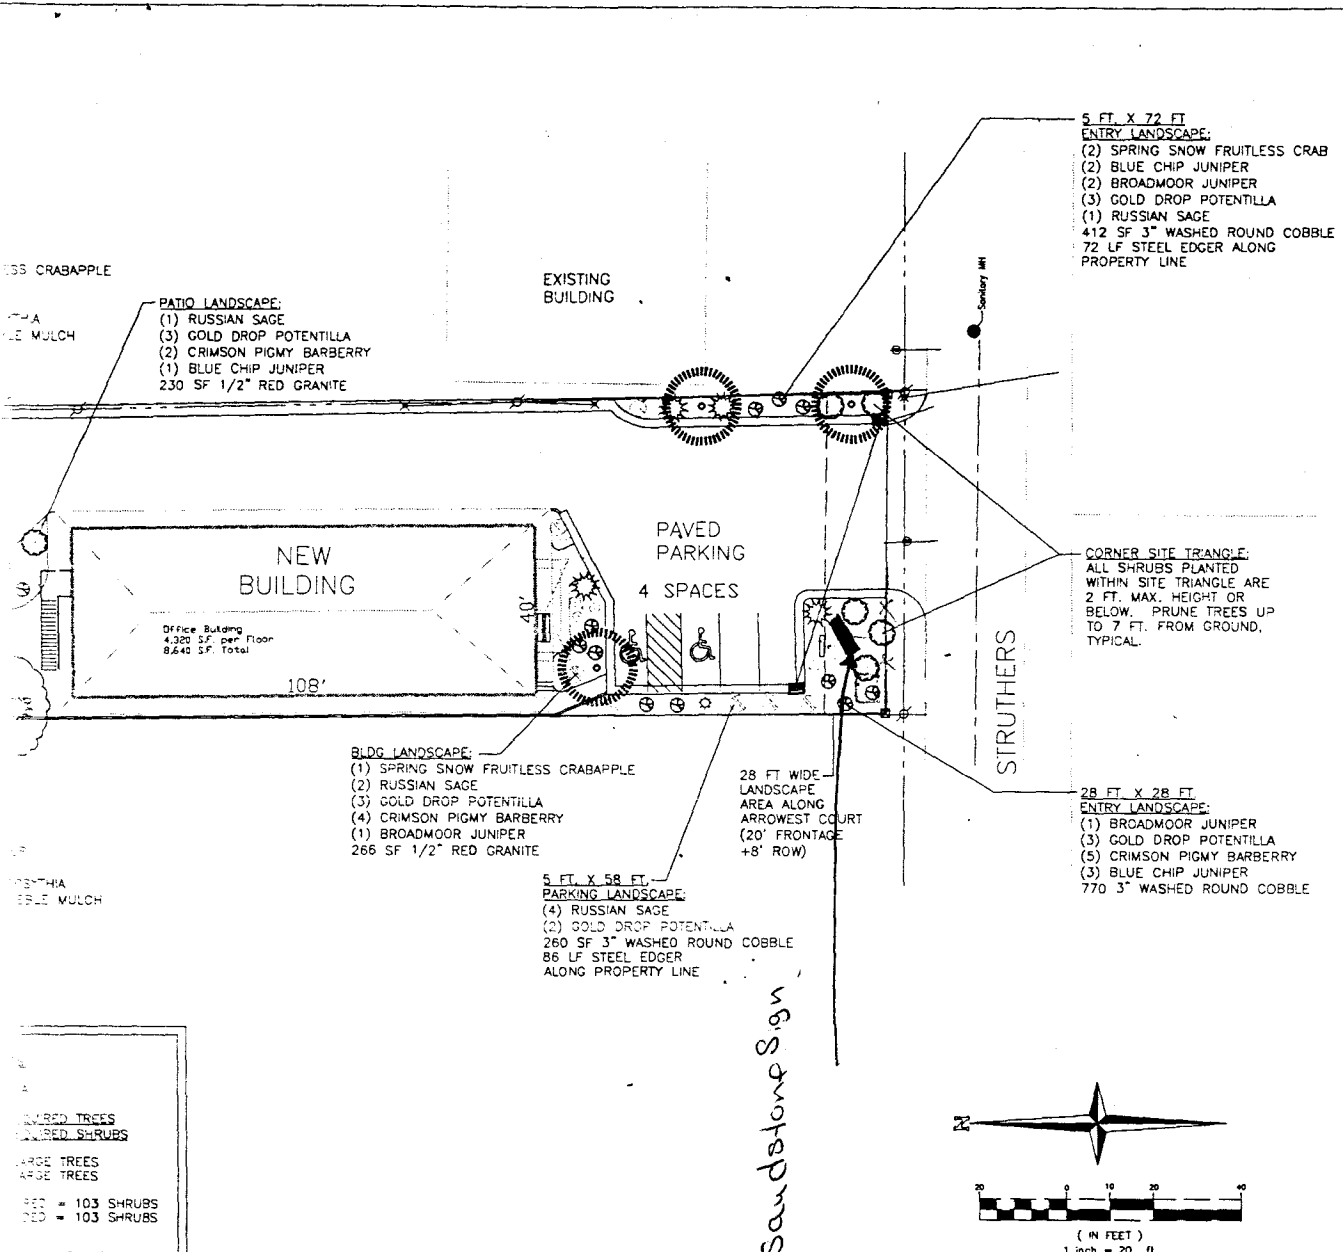 5 FT. X 72 FT
ENTRY LANDSCAPE:
(2) SPRING SNOW FRUITLESS CRAB
(2) BLUE CHIP JUNIPER
(2) BROADMOOR JUNIPER
(3) GOLD DROP POTENTILLA
(1) RUSSIAN SAGE
412 SF 3" WASHED ROUND COBBLE
72 LF STEEL EDGER ALONG
PROPERTY LINE
Sanitary MH
CRABAPPLE
MULCH
EXISTING
BUILDING
PATIO LANDSCAPE:
(1) RUSSIAN SAGE
(3) GOLD DROP POTENTILLA
(2) CRIMSON PIGMY BARBERRY
(1) BLUE CHIP JUNIPER
230 SF 1/2" RED GRANITE
NEW
BUILDING
Office Building
4,320 S.F. per Floor
8,640 S.F. Total
40'
108'
PAVED
PARKING
4 SPACES
CORNER SITE TRIANGLE:
ALL SHRUBS PLANTED
WITHIN SITE TRIANGLE ARE
2 FT. MAX. HEIGHT OR
BELOW. PRUNE TREES UP
TO 7 FT. FROM GROUND,
TYPICAL.
STRUTHERS
BLDG LANDSCAPE:
(1) SPRING SNOW FRUITLESS CRABAPPLE
(2) RUSSIAN SAGE
(3) GOLD DROP POTENTILLA
(4) CRIMSON PIGMY BARBERRY
(1) BROADMOOR JUNIPER
266 SF 1/2" RED GRANITE
28 FT WIDE
LANDSCAPE
AREA ALONG
ARROWEST COURT
(20' FRONTAGE
+8' ROW)
28 FT. X 28 FT.
ENTRY LANDSCAPE:
(1) BROADMOOR JUNIPER
(3) GOLD DROP POTENTILLA
(5) CRIMSON PIGMY BARBERRY
(3) BLUE CHIP JUNIPER
770 3" WASHED ROUND COBBLE
5 FT. X 58 FT.
PARKING LANDSCAPE:
(4) RUSSIAN SAGE
(2) GOLD DROP POTENTILLA
260 SF 3" WASHED ROUND COBBLE
86 LF STEEL EDGER
ALONG PROPERTY LINE
MULCH
Sandstone Sign
TREES
SHRUBS
TREES
TREES
= 103 SHRUBS
= 103 SHRUBS
N
20 0 10 20 40
( IN FEET )
1 inch = 20 ft